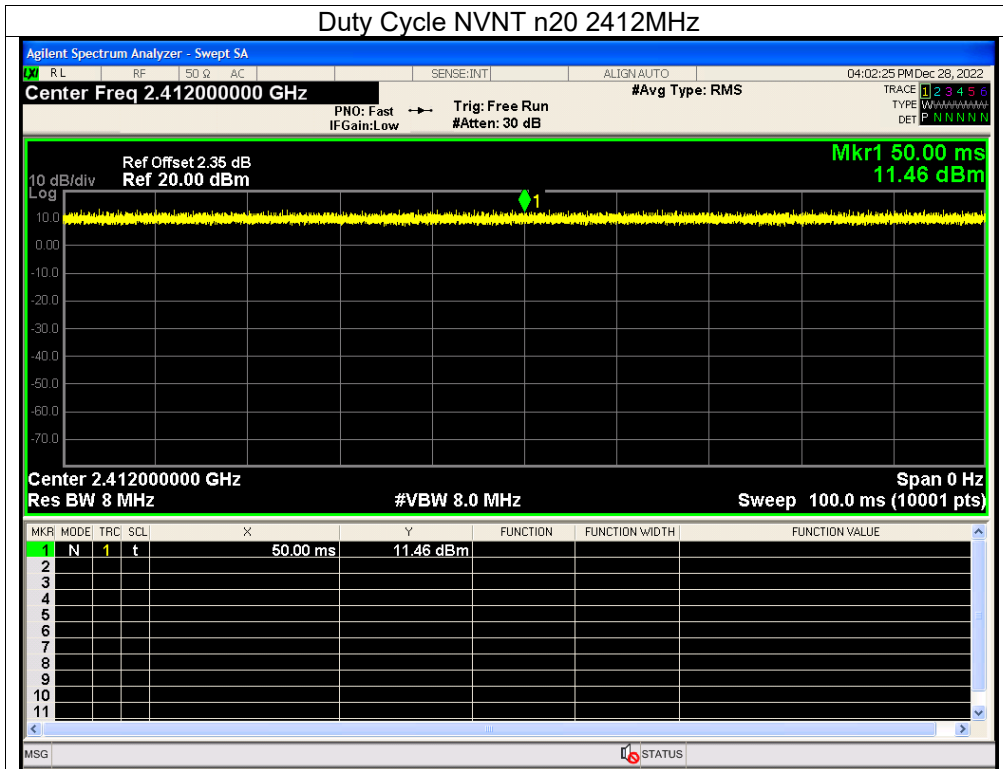 Duty Cycle NVNT n20 2412MHz
Agilent Spectrum Analyzer - Swept SA
LXI RL RF 50 Ω AC SENSE:INT ALIGN AUTO 04:02:25 PM Dec 28, 2022
Center Freq 2.412000000 GHz #Avg Type: RMS TRACE 1 2 3 4 5 6
PNO: Fast Trig: Free Run TYPE WWWWWW
IFGain:Low #Atten: 30 dB DET P N N N N N
Mkr1 50.00 ms
Ref Offset 2.35 dB
10 dB/div Ref 20.00 dBm 11.46 dBm
Log
1
10.0
0.00
-10.0
-20.0
-30.0
-40.0
-50.0
-60.0
-70.0
Center 2.412000000 GHz Span 0 Hz
Res BW 8 MHz #VBW 8.0 MHz Sweep 100.0 ms (10001 pts)
MKR MODE TRC SCL X Y FUNCTION FUNCTION WIDTH FUNCTION VALUE
1 N 1 t 50.00 ms 11.46 dBm
2
3
4
5
6
7
8
9
10
11
MSG STATUS